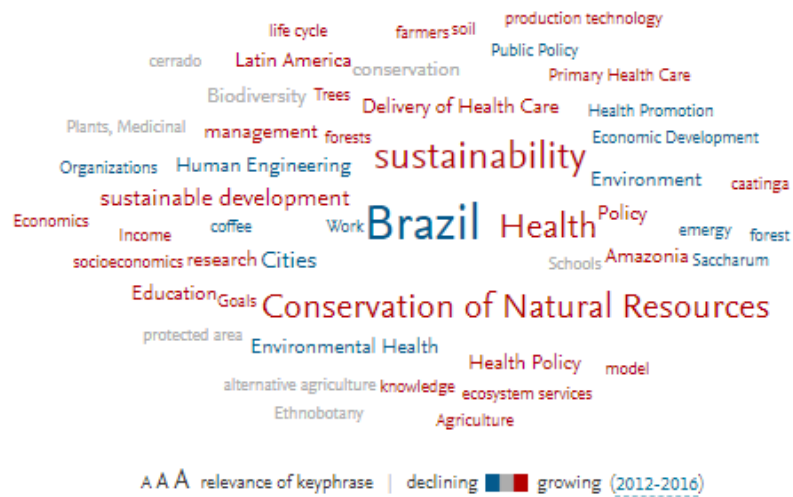 life cycle farmers soil production technology
cerrado Latin America conservation Public Policy
Primary Health Care
Biodiversity Trees Delivery of Health Care Health Promotion
Plants, Medicinal management forests Economic Development
Organizations Human Engineering sustainability Environment caatinga
sustainable development
Economics Income coffee Work Brazil Health Policy emergy forest
socioeconomics research Cities Schools Amazonia Saccharum
Education Goals Conservation of Natural Resources
protected area Environmental Health
Health Policy model
alternative agriculture knowledge ecosystem services
Ethnobotany Agriculture
A A A relevance of keyphrase | declining growing (2012-2016)